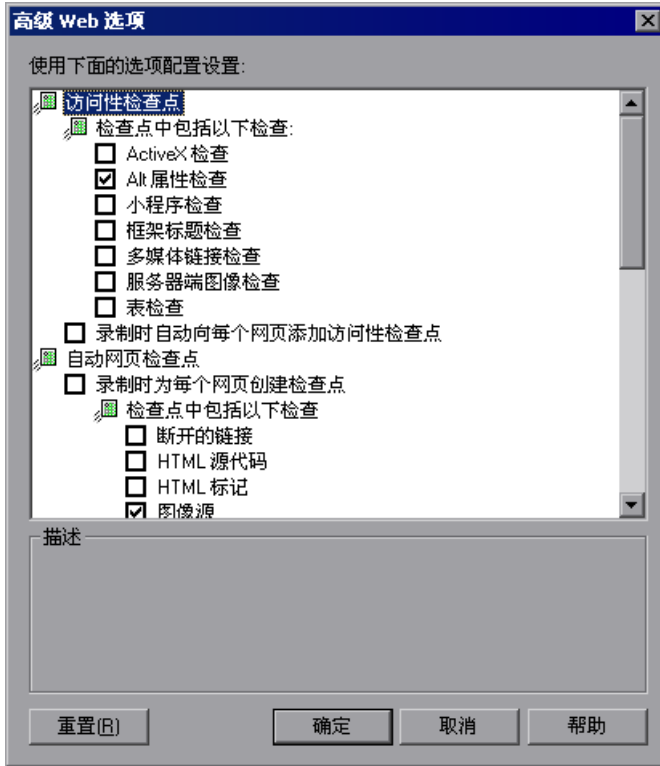 高级 Web 选项
使用下面的选项配置设置:
访问性检查点
检查点中包括以下检查:
ActiveX 检查
Alt 属性检查
小程序检查
框架标题检查
多媒体链接检查
服务器端图像检查
表检查
录制时自动向每个网页添加访问性检查点
自动网页检查点
录制时为每个网页创建检查点
检查点中包括以下检查
断开的链接
HTML 源代码
HTML 标记
图像源
描述
重置(R) 确定 取消 帮助